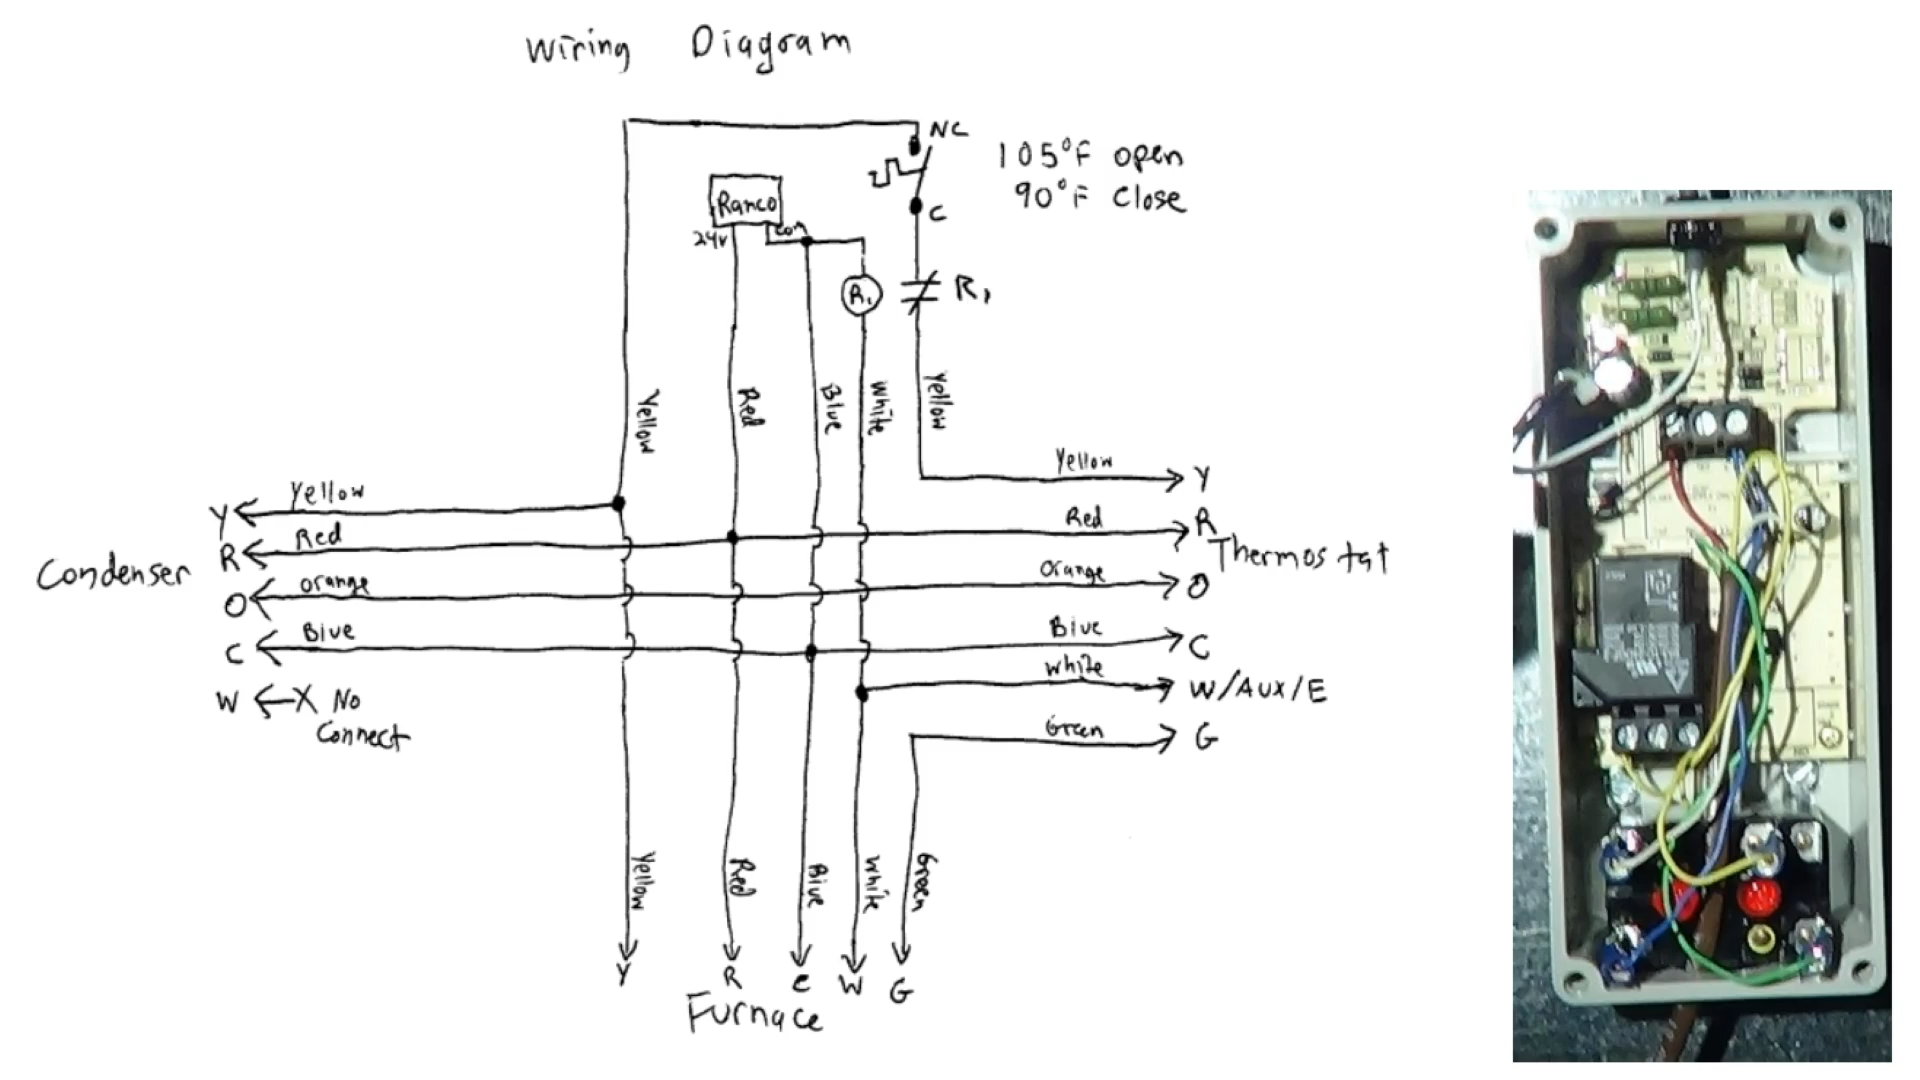 Wiring Diagram
NC
105°F open
90°F Close
Ranco
24v
Com
C
R1
R1
Yellow
Red
Blue
White
Yellow
Yellow
Y
Yellow
Y
Red
R
Red
R
Thermostat
Condenser
Orange
O
Orange
O
Blue
C
Blue
C
White
W/AUX/E
W
X No
Connect
Green
G
Yellow
Red
Blue
White
Green
Y
R
C
W
G
Furnace